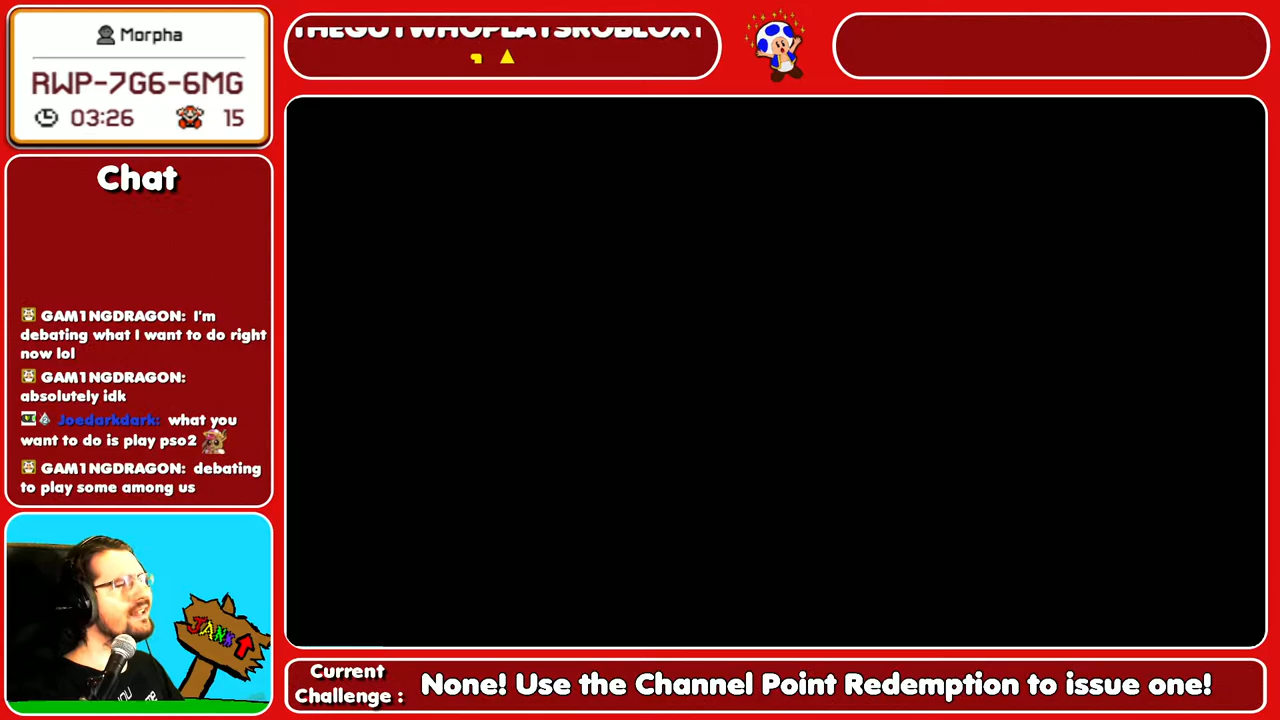 Morpha
RWP-7G6-6MG
03:26 15
THEGUYWHOPLAYSROBLOX1
Chat
GAM1NGDRAGON: I'm
debating what I want to do right
now lol
GAM1NGDRAGON:
absolutely idk
Joedarkdark: what you
want to do is play pso2
GAM1NGDRAGON: debating
to play some among us
JANK
Current
Challenge :
None! Use the Channel Point Redemption to issue one!